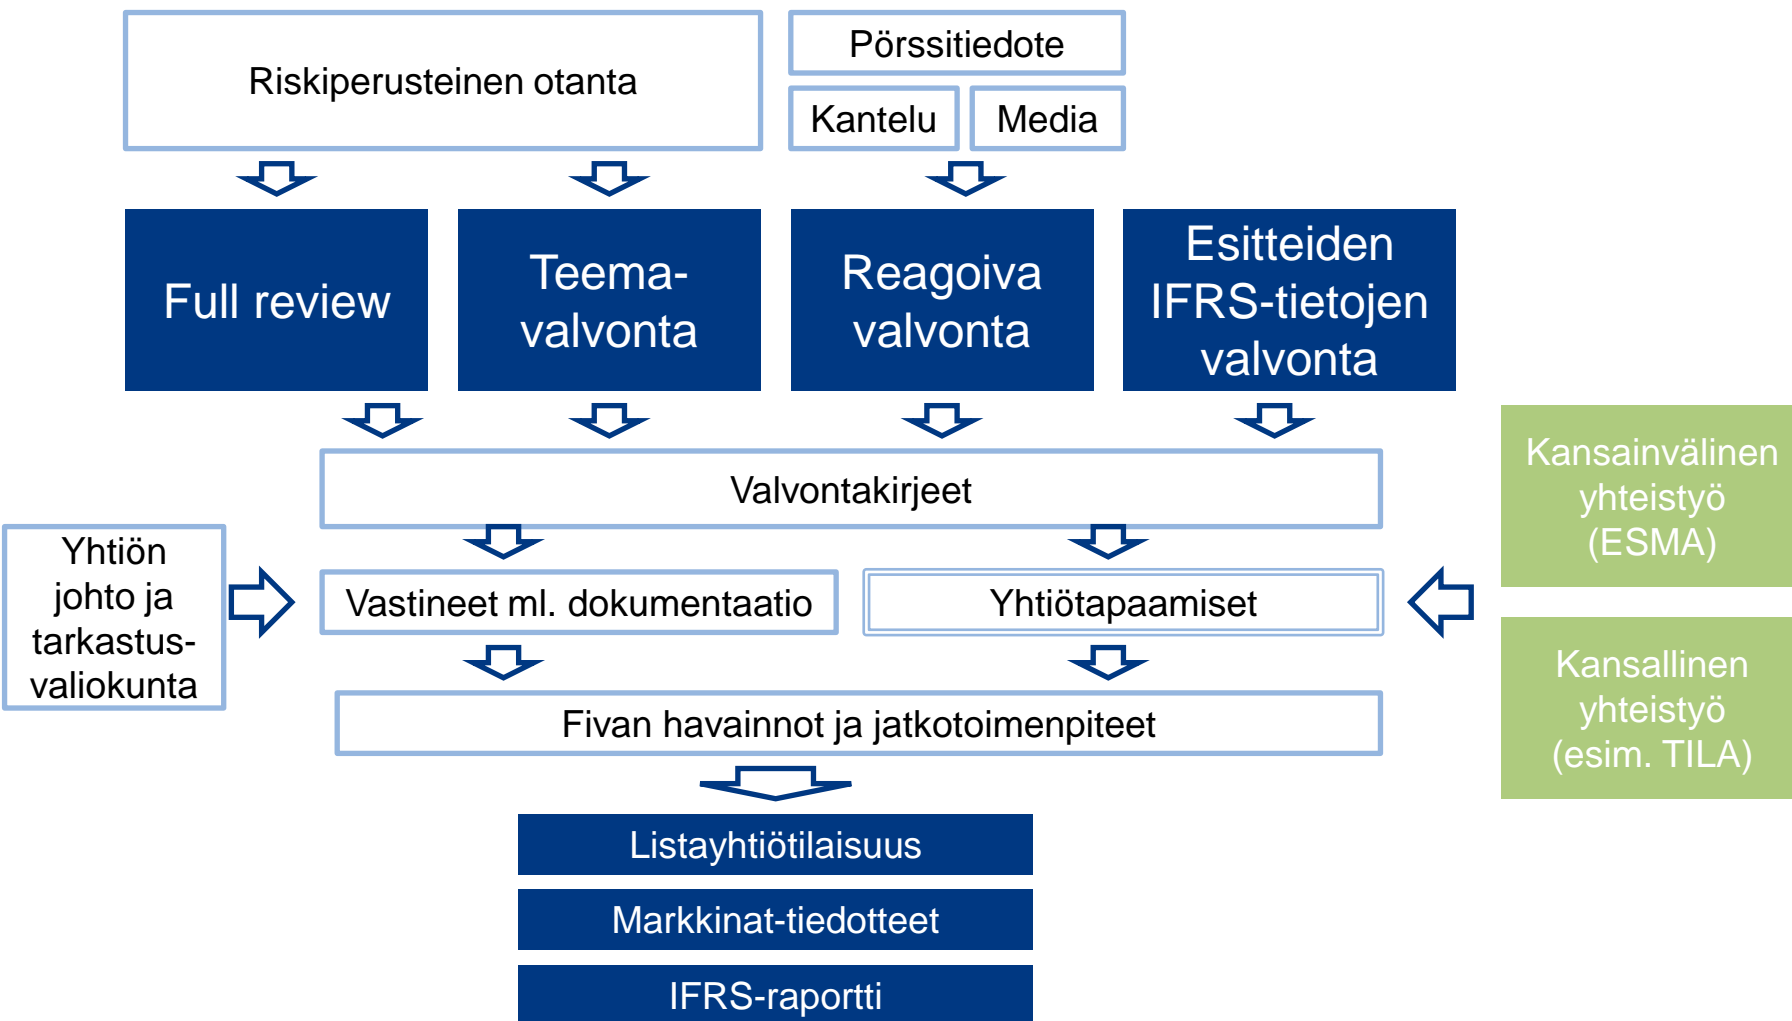 Riskiperusteinen otanta
Pörssitiedote
Kantelu
Media
Full review
Teema-
valvonta
Reagoiva
valvonta
Esitteiden
IFRS-tietojen
valvonta
Valvontakirjeet
Yhtiön
johto ja
tarkastus-
valiokunta
Vastineet ml. dokumentaatio
Yhtiötapaamiset
Kansainvälinen
yhteistyö
(ESMA)
Kansallinen
yhteistyö
(esim. TILA)
Fivan havainnot ja jatkotoimenpiteet
Listayhtiötilaisuus
Markkinat-tiedotteet
IFRS-raportti